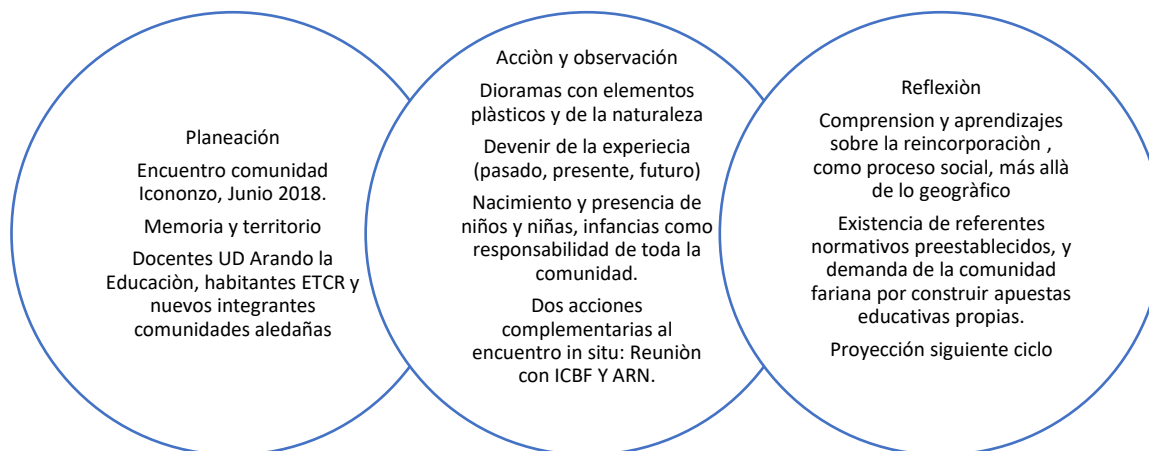 Planeación
Encuentro comunidad
Icononzo, Junio 2018.
Memoria y territorio
Docentes UD Arando la
Educaciòn, habitantes ETCR y
nuevos integrantes
comunidades aledañas
Acciòn y observación
Dioramas con elementos
plàsticos y de la naturaleza
Devenir de la experiecia
(pasado, presente, futuro)
Nacimiento y presencia de
niños y niñas, infancias como
responsabilidad de toda la
comunidad.
Dos acciones
complementarias al
encuentro in situ: Reuniòn
con ICBF Y ARN.
Reflexiòn
Comprension y aprendizajes
sobre la reincorporaciòn ,
como proceso social, más allà
de lo geogràfico
Existencia de referentes
normativos preestablecidos, y
demanda de la comunidad
fariana por construir apuestas
educativas propias.
Proyección siguiente ciclo